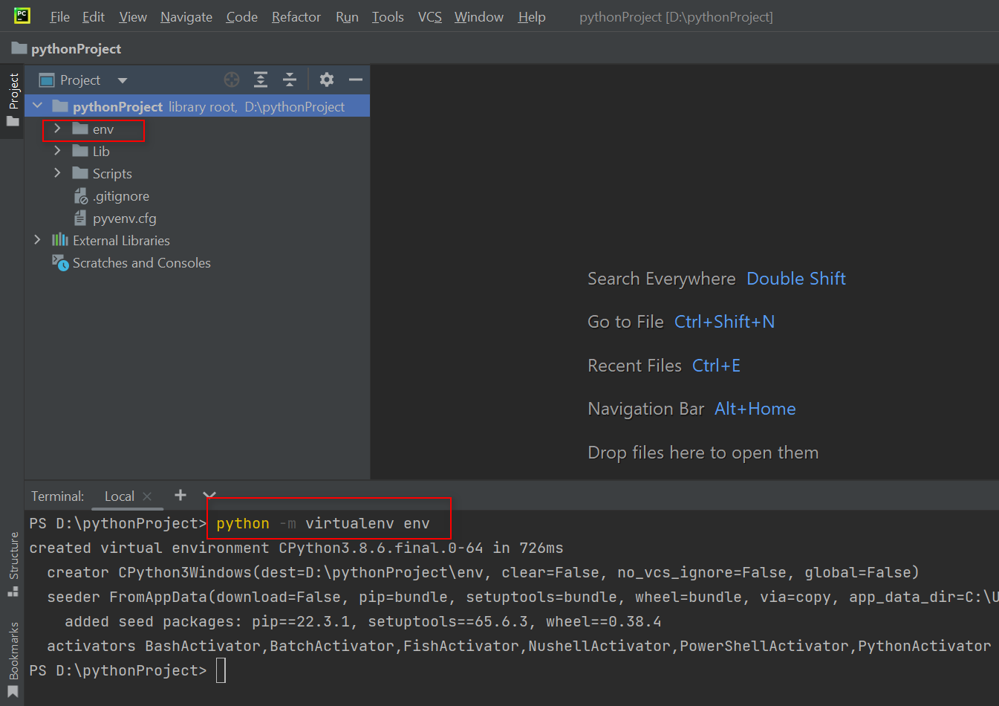 PC File Edit View Navigate Code Refactor Run Tools VCS Window Help pythonProject [D:\pythonProject]
pythonProject
Project
Project
pythonProject library root, D:\pythonProject
env
Lib
Scripts
.gitignore
pyvenv.cfg
External Libraries
Scratches and Consoles
Search Everywhere Double Shift
Go to File Ctrl+Shift+N
Recent Files Ctrl+E
Navigation Bar Alt+Home
Drop files here to open them
Structure
Bookmarks
Terminal: Local
PS D:\pythonProject> python -m virtualenv env
created virtual environment CPython3.8.6.final.0-64 in 726ms
creator CPython3Windows(dest=D:\pythonProject\env, clear=False, no_vcs_ignore=False, global=False)
seeder FromAppData(download=False, pip=bundle, setuptools=bundle, wheel=bundle, via=copy, app_data_dir=C:\U
added seed packages: pip==22.3.1, setuptools==65.6.3, wheel==0.38.4
activators BashActivator,BatchActivator,FishActivator,NushellActivator,PowerShellActivator,PythonActivator
PS D:\pythonProject>